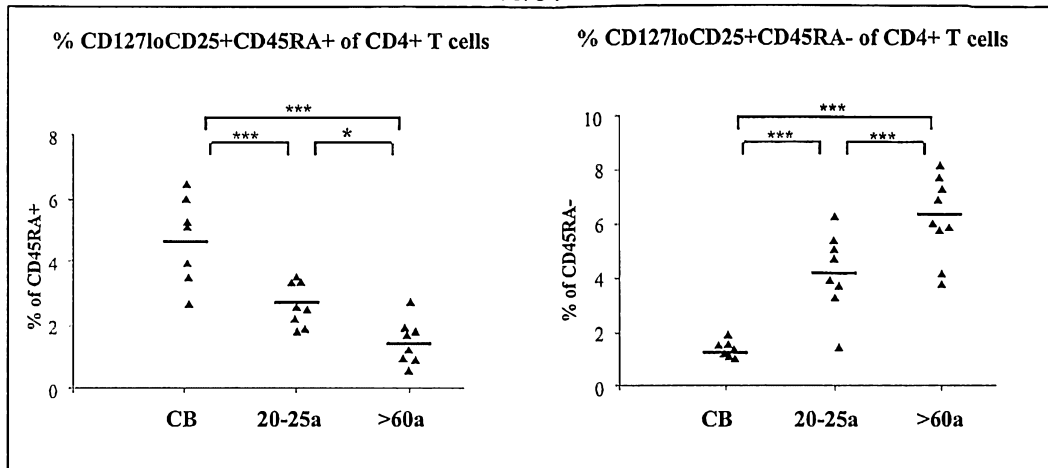 % CD127loCD25+CD45RA+ of CD4+ T cells
***
***
*
8
6
4
2
0
% of CD45RA+
CB 20-25a >60a
% CD127loCD25+CD45RA- of CD4+ T cells
***
***
***
10
8
6
4
2
0
% of CD45RA-
CB 20-25a >60a